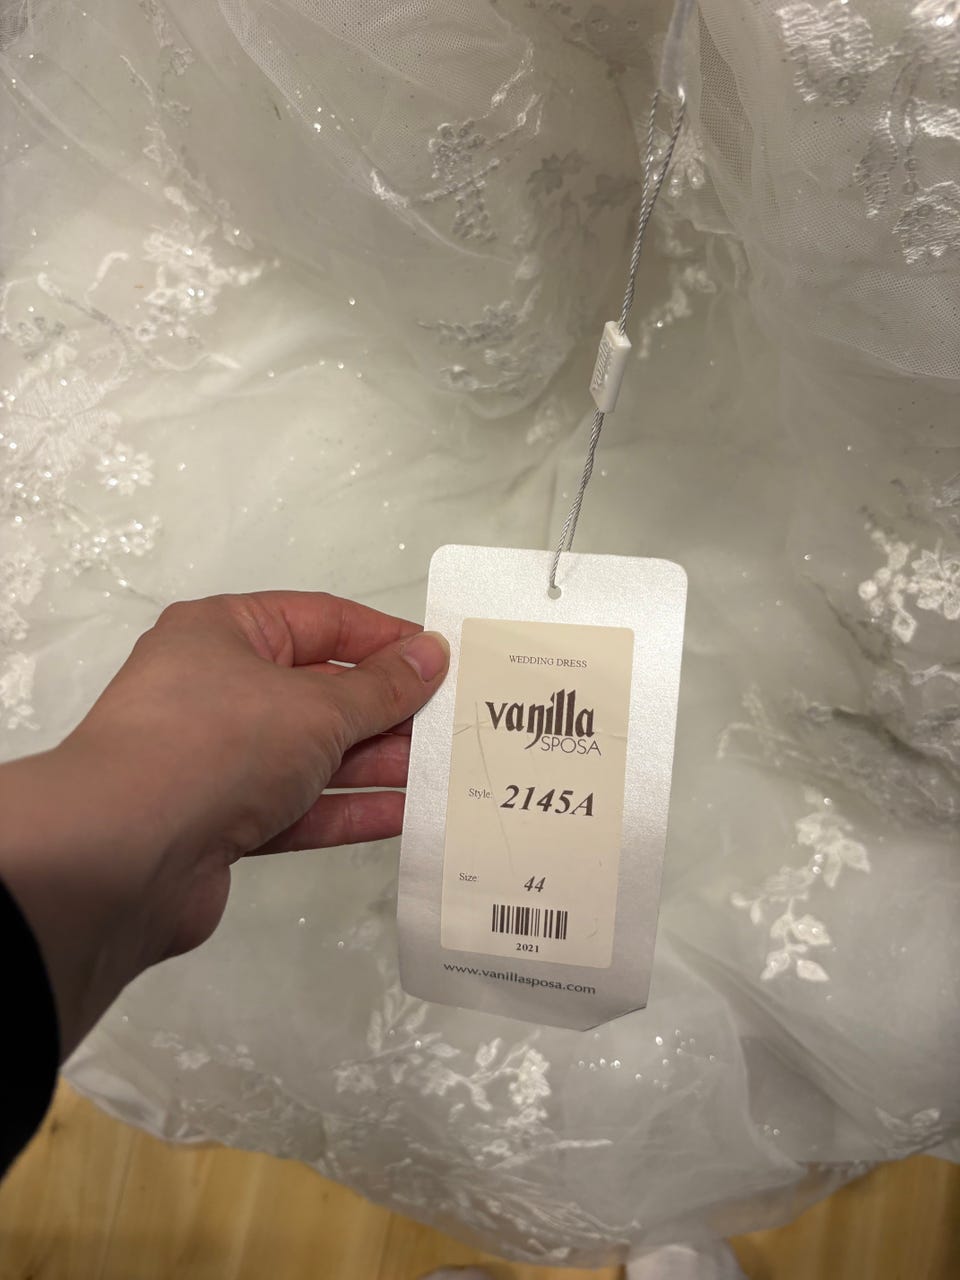 WEDDING DRESS
vanilla
SPOSA
Style: 2145A
Size: 44
2021
www.vanillasposa.com